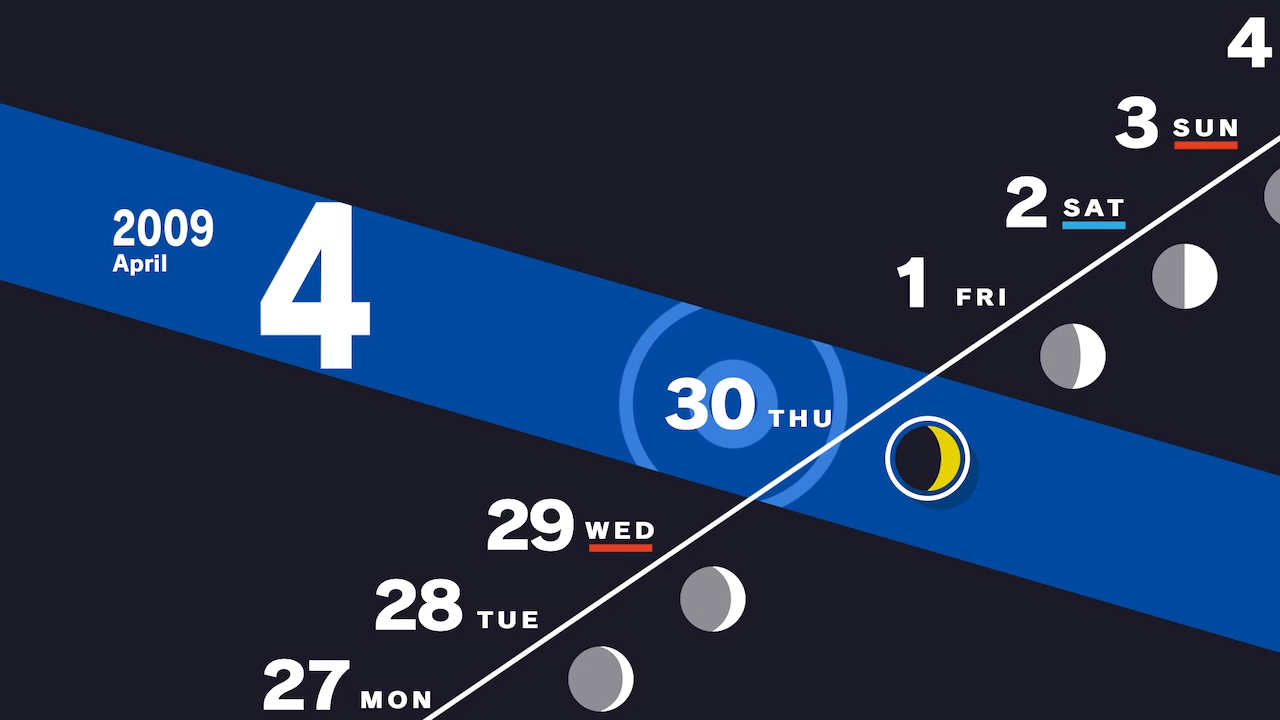 4
3 SUN
2 SAT
1 FRI
2009
April
4
30 THU
29 WED
28 TUE
27 MON